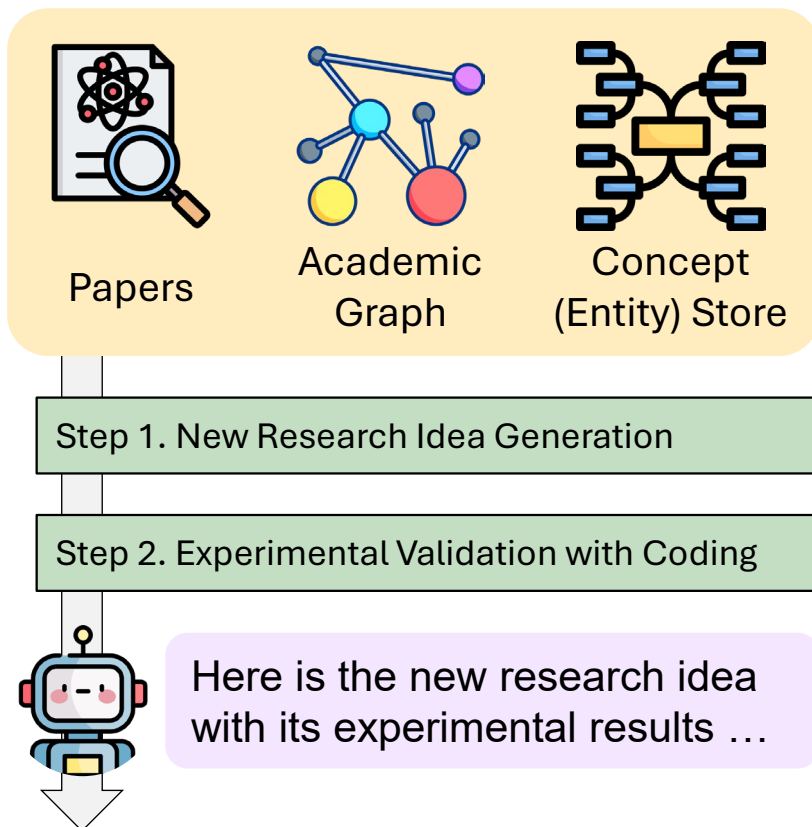 Papers
Academic
Graph
Concept
(Entity) Store
Step 1. New Research Idea Generation
Step 2. Experimental Validation with Coding
Here is the new research idea
with its experimental results …